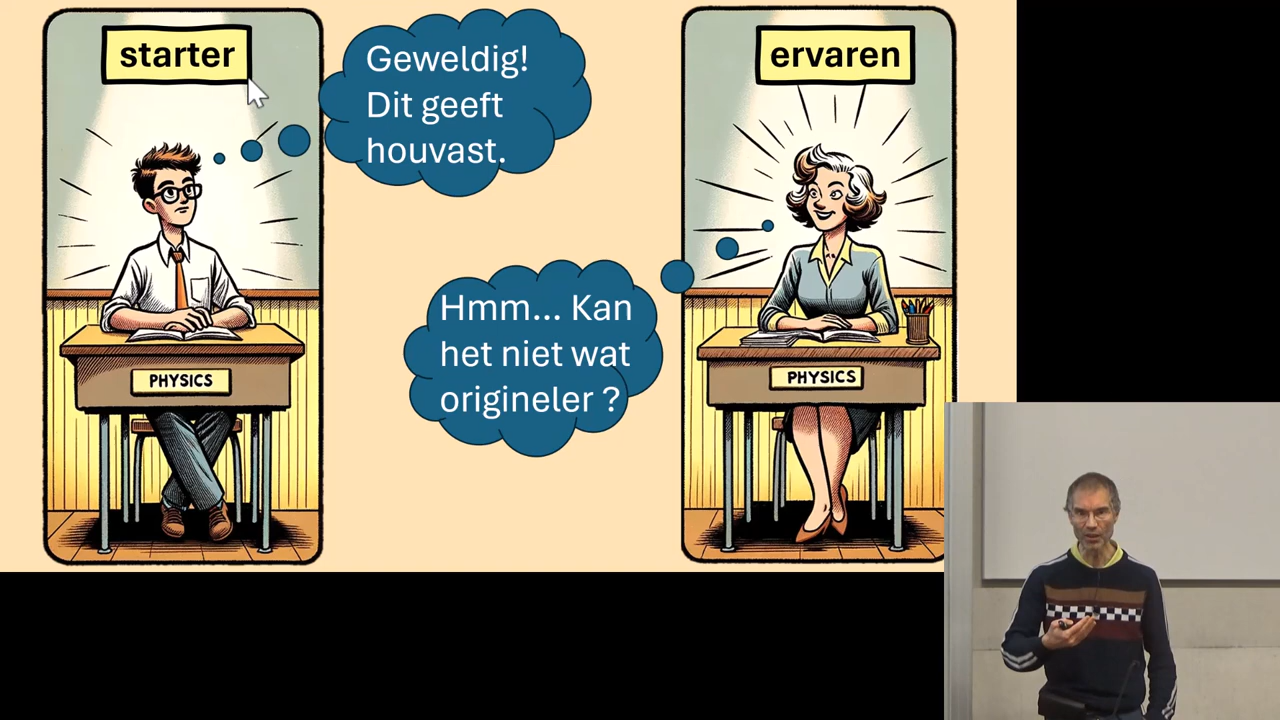 starter
Geweldig!
Dit geeft
houvast.
PHYSICS
ervaren
Hmm... Kan
het niet wat
origineler ?
PHYSICS